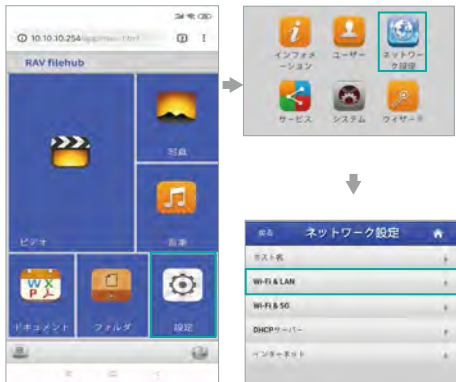 10.10.10.254/app/main.html
RAV filehub
ビデオ
写真
音楽
ドキュメント
フォルダ
設定
インフォメ
ーション
ユーザー
ネットワー
ク設定
サービス
システム
ウィザード
戻る
ネットワーク設定
ホスト名
Wi-Fi & LAN
Wi-Fi & 5G
DHCPサーバー
インターネット